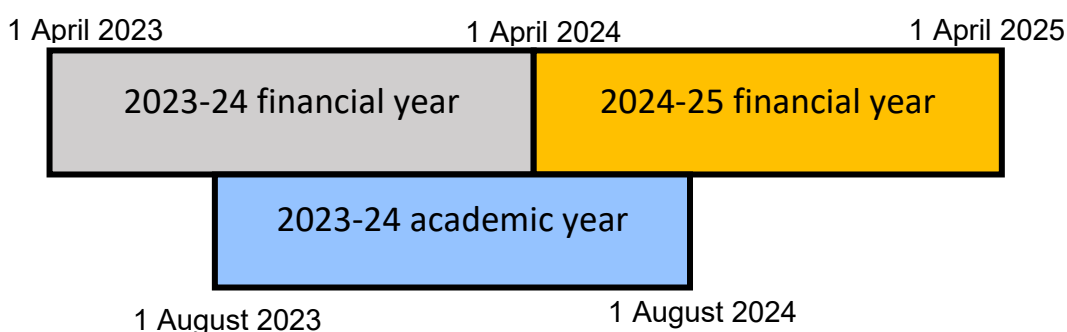 1 April 2023
1 April 2024
1 April 2025
2023-24 financial year
2024-25 financial year
2023-24 academic year
1 August 2023
1 August 2024